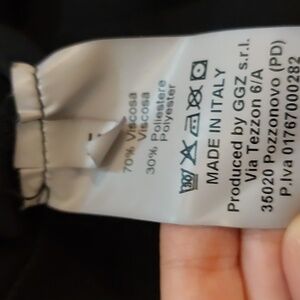 70% Viscosa
Viscosa
30% Poliestere
Polyester
30
MADE IN ITALY
Produced by GGZ s.r.l.
Via Tezzon 6/A
35020 Pozzonovo (PD)
P.Iva 01767000282